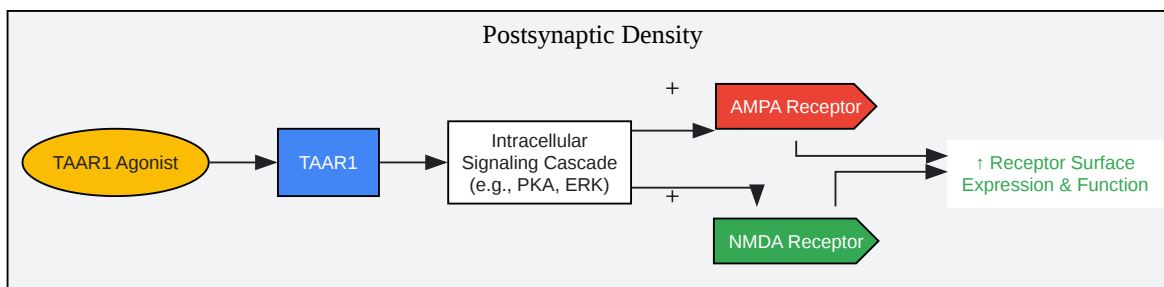 Postsynaptic Density
TAAR1 Agonist
TAAR1
Intracellular
Signaling Cascade
(e.g., PKA, ERK)
+
AMPA Receptor
+
NMDA Receptor
↑ Receptor Surface
Expression & Function